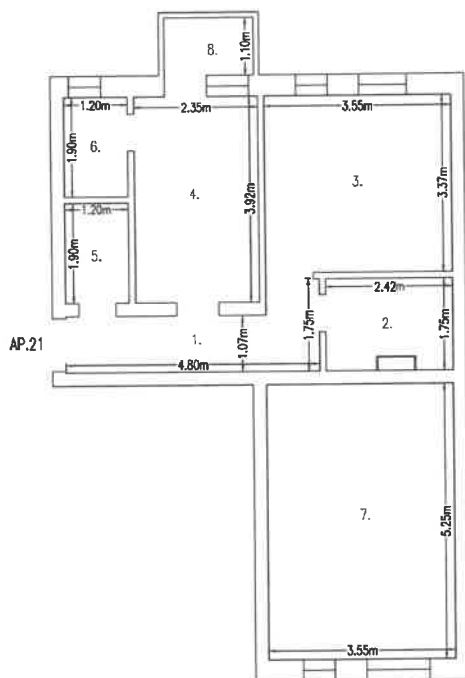 8.
1.10m
1.20m
2.35m
3.55m
6.
1.90m
4.
3.92m
3.
3.37m
1.20m
5.
1.90m
2.42m
1.75m
2.
1.75m
AP.21
1.
1.07m
4.80m
7.
5.25m
3.55m